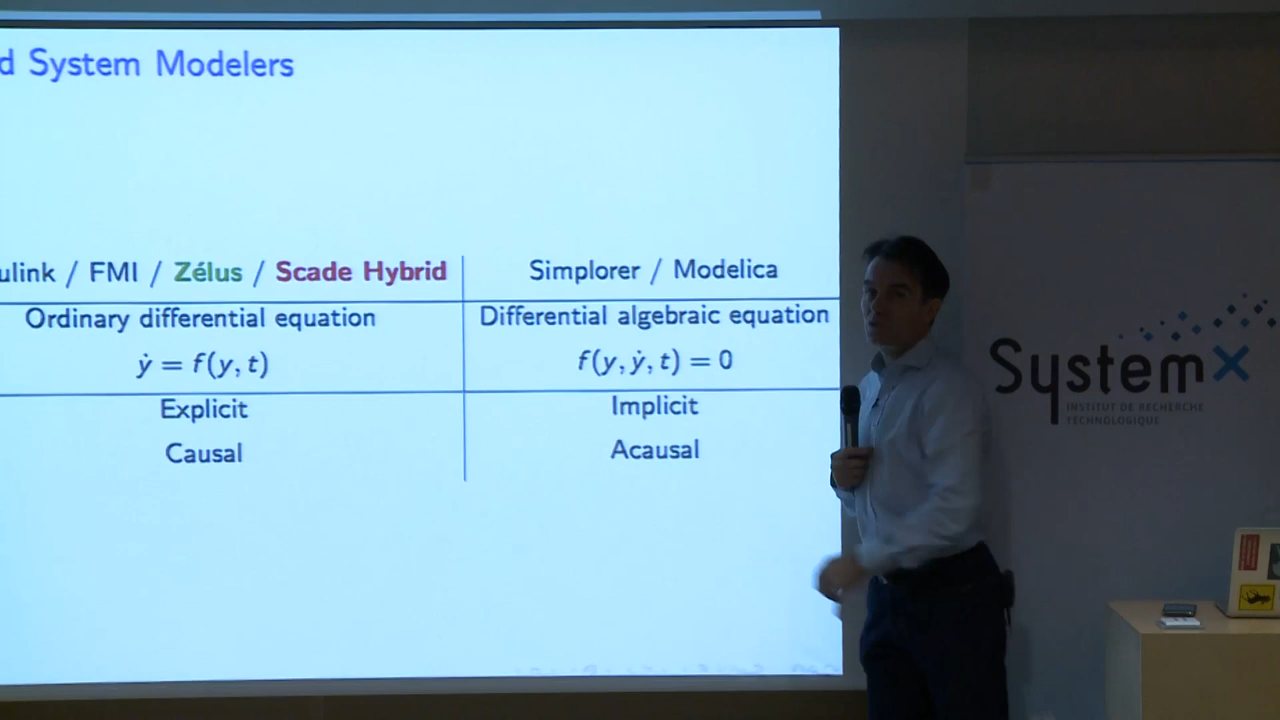 d System Modelers
ulink / FMI / Zélus / Scade Hybrid
Simplorer / Modelica
Ordinary differential equation
Differential algebraic equation
ẏ = f(y, t)
f(y, ẏ, t) = 0
Explicit
Implicit
Causal
Acausal
SystemX
INSTITUT DE RECHERCHE
TECHNOLOGIQUE